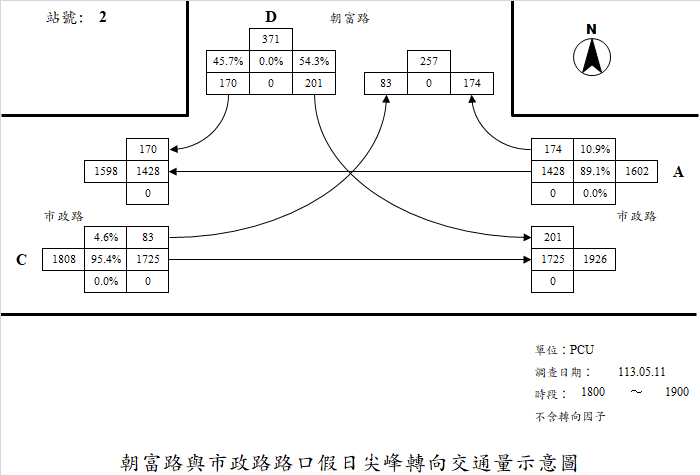 站號: 2
D
朝富路
N
371
45.7% 0.0% 54.3%
170 0 201
257
83 0 174
170
1598 1428
0
174 10.9%
1428 89.1% 1602
0 0.0%
A
市政路
市政路
4.6% 83
C
1808 95.4% 1725
0.0% 0
201
1725 1926
0
單位:PCU
調查日期: 113.05.11
時段: 1800 ~ 1900
不含轉向因子
朝富路與市政路路口假日尖峰轉向交通量示意圖